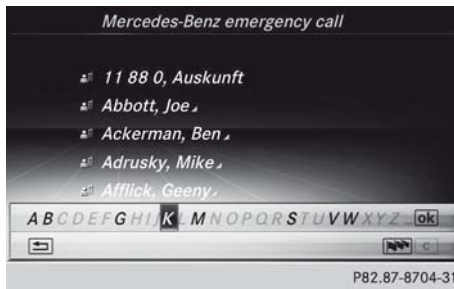 Mercedes-Benz emergency call
11 88 0, Auskunft
Abbott, Joe
Ackerman, Ben
Adrusky, Mike
Afflick, Geeny
A B C D E F G H I J K L M N O P Q R S T U V W X Y Z _ ok
c
P82.87-8704-31